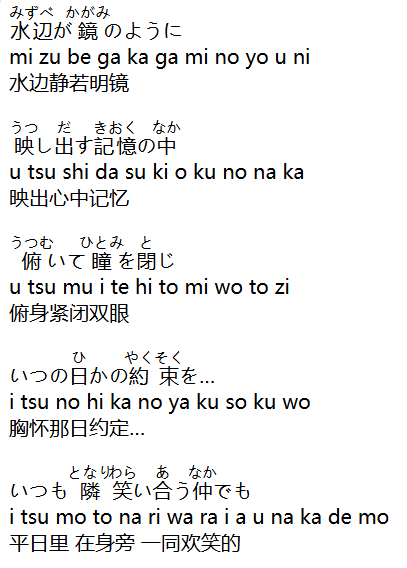 みずべ かがみ
水辺が鏡のように
mi zu be ga ka ga mi no yo u ni
水边静若明镜
うつ だ きおく なか
映し出す記憶の中
u tsu shi da su ki o ku no na ka
映出心中记忆
うつむ ひとみ と
俯いて瞳を閉じ
u tsu mu i te hi to mi wo to zi
俯身紧闭双眼
ひ やくそく
いつの日かの約束を...
i tsu no hi ka no ya ku so ku wo
胸怀那日约定...
となりわら あ なか
いつも隣笑い合う仲でも
i tsu mo to na ri wa ra i a u na ka de mo
平日里 在身旁 一同欢笑的